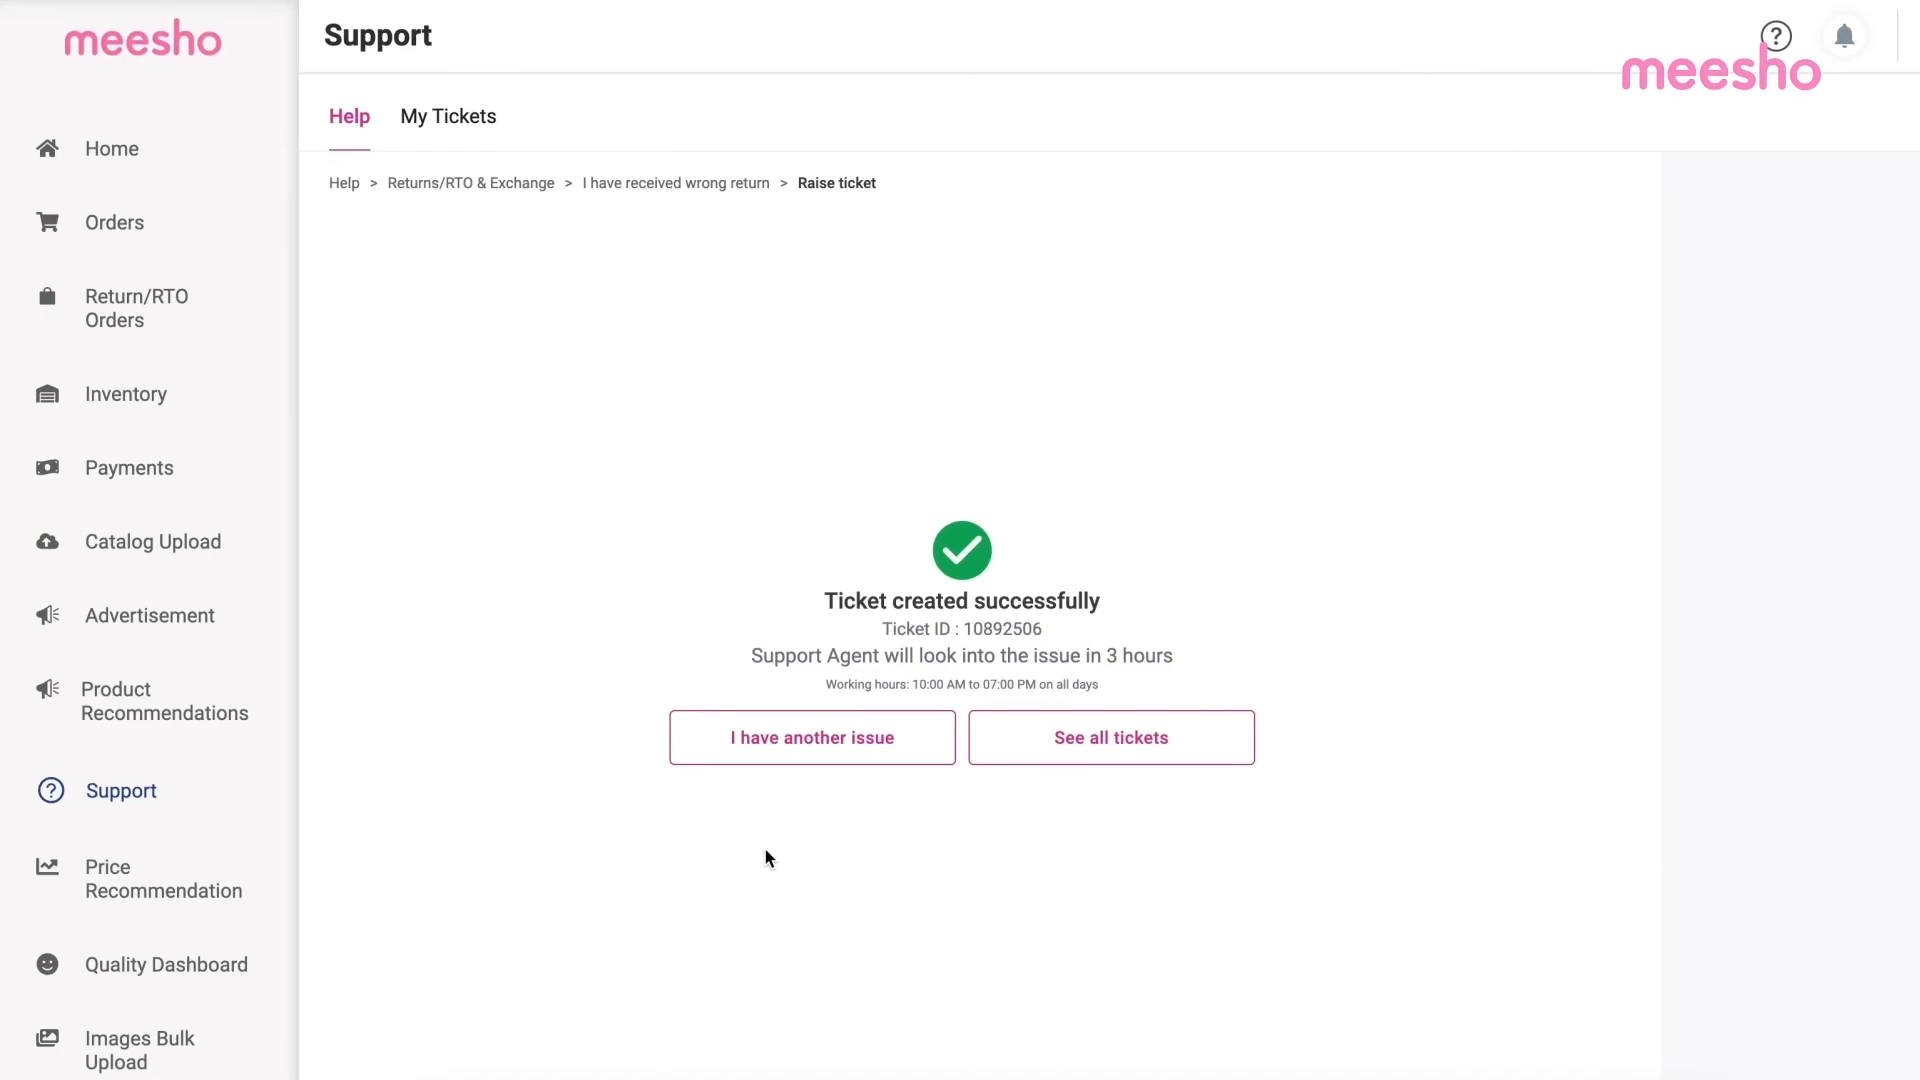 meesho
Support
meesho
Help
My Tickets
Help > Returns/RTO & Exchange > I have received wrong return > Raise ticket
Home
Orders
Return/RTO
Orders
Inventory
Payments
Catalog Upload
Advertisement
Product
Recommendations
Support
Price
Recommendation
Quality Dashboard
Images Bulk
Upload
Ticket created successfully
Ticket ID : 10892506
Support Agent will look into the issue in 3 hours
Working hours: 10:00 AM to 07:00 PM on all days
I have another issue
See all tickets